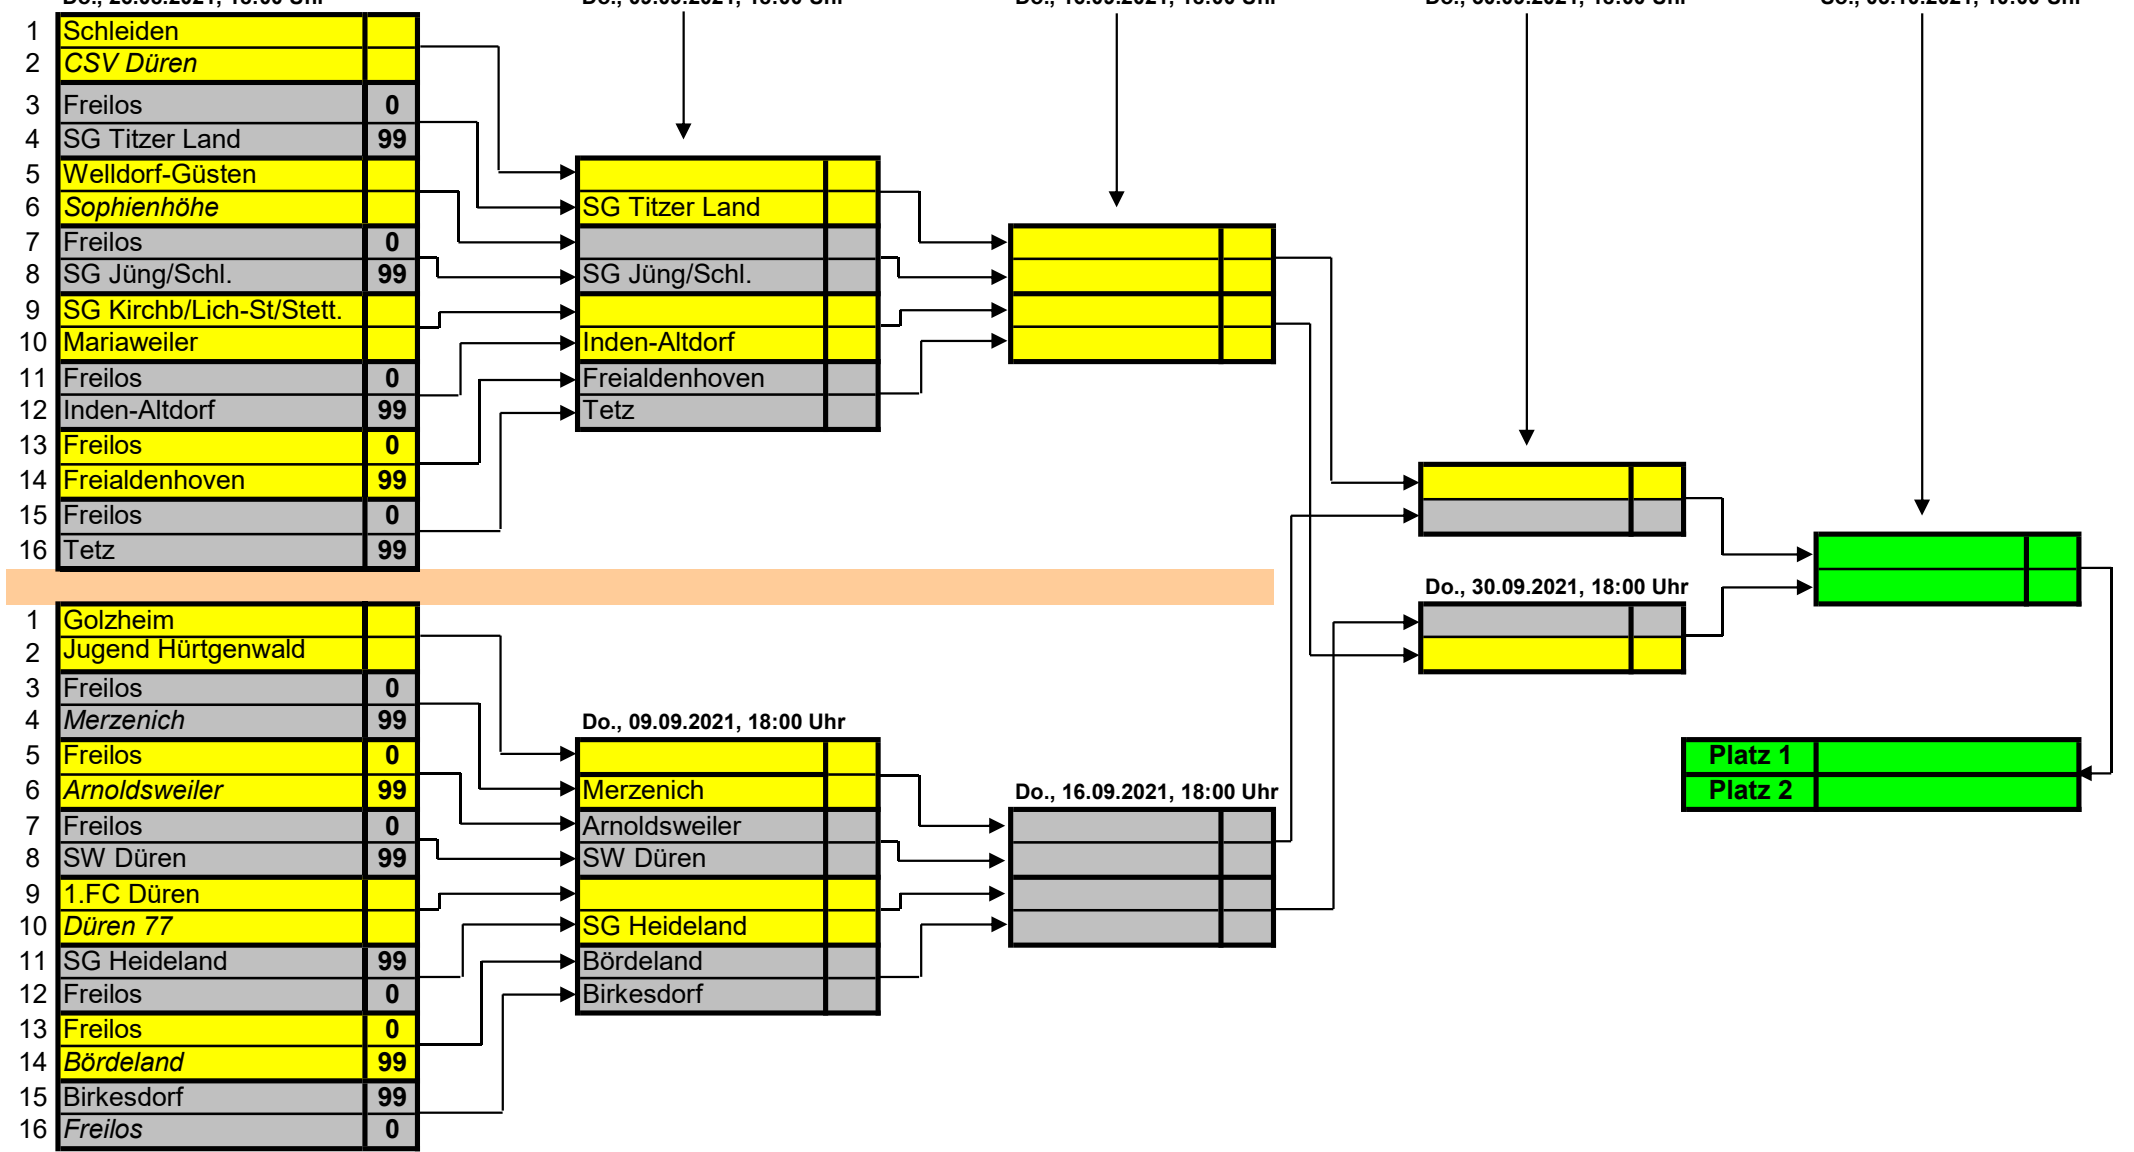 1 Schleiden
2 CSV Düren
3 Freilos 0
4 SG Titzer Land 99
5 Welldorf-Güsten
6 Sophienhöhe
7 Freilos 0
8 SG Jüng/Schl. 99
9 SG Kirchb/Lich-St/Stett.
10 Mariaweiler
11 Freilos 0
12 Inden-Altdorf 99
13 Freilos 0
14 Freialdenhoven 99
15 Freilos 0
16 Tetz 99
SG Titzer Land
SG Jüng/Schl.
Inden-Altdorf
Freialdenhoven
Tetz
1 Golzheim
2 Jugend Hürtgenwald
3 Freilos 0
4 Merzenich 99
5 Freilos 0
6 Arnoldsweiler 99
7 Freilos 0
8 SW Düren 99
9 1.FC Düren
10 Düren 77
11 SG Heideland 99
12 Freilos 0
13 Freilos 0
14 Bördeland 99
15 Birkesdorf 99
16 Freilos 0
Do., 09.09.2021, 18:00 Uhr
Merzenich
Arnoldsweiler
SW Düren
SG Heideland
Bördeland
Birkesdorf
Do., 16.09.2021, 18:00 Uhr
Do., 30.09.2021, 18:00 Uhr
Platz 1
Platz 2